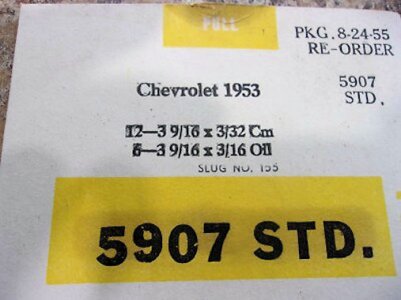 PULL
PKG. 8-24-55
RE-ORDER
5907
STD.
Chevrolet 1953
12—3 9/16 x 3/32 Cm
6—3 9/16 x 3/16 Oil
SLUG NO. 155
5907 STD.